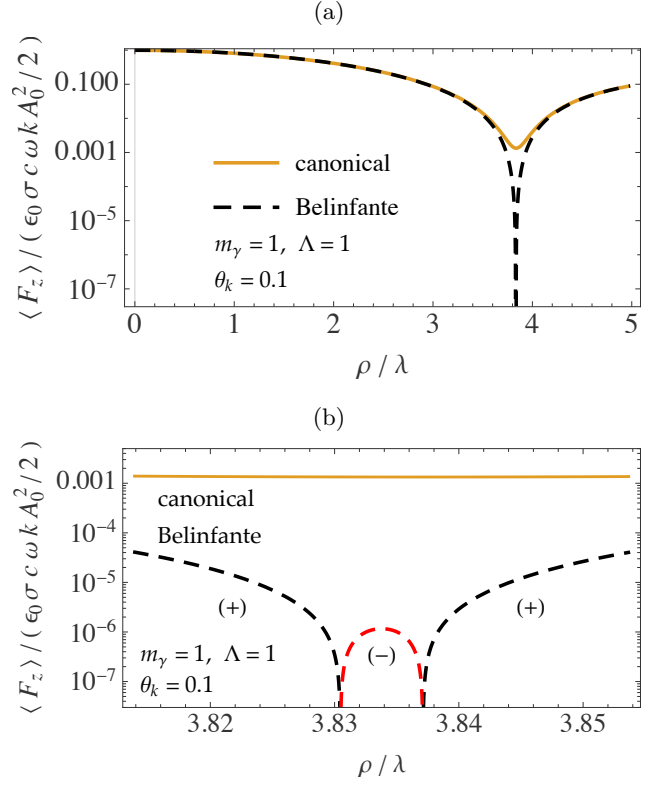 (a)
⟨ F_z ⟩ / ( ϵ_0 σ c ω k A_0^2 / 2 )
0.100
0.001
10^-5
10^-7
canonical
Belinfante
m_γ = 1, Λ = 1
θ_k = 0.1
0 1 2 3 4 5
ρ / λ
(b)
⟨ F_z ⟩ / ( ϵ_0 σ c ω k A_0^2 / 2 )
0.001
10^-4
10^-5
10^-6
10^-7
canonical
Belinfante
(+) (+)
(-)
m_γ = 1, Λ = 1
θ_k = 0.1
3.82 3.83 3.84 3.85
ρ / λ